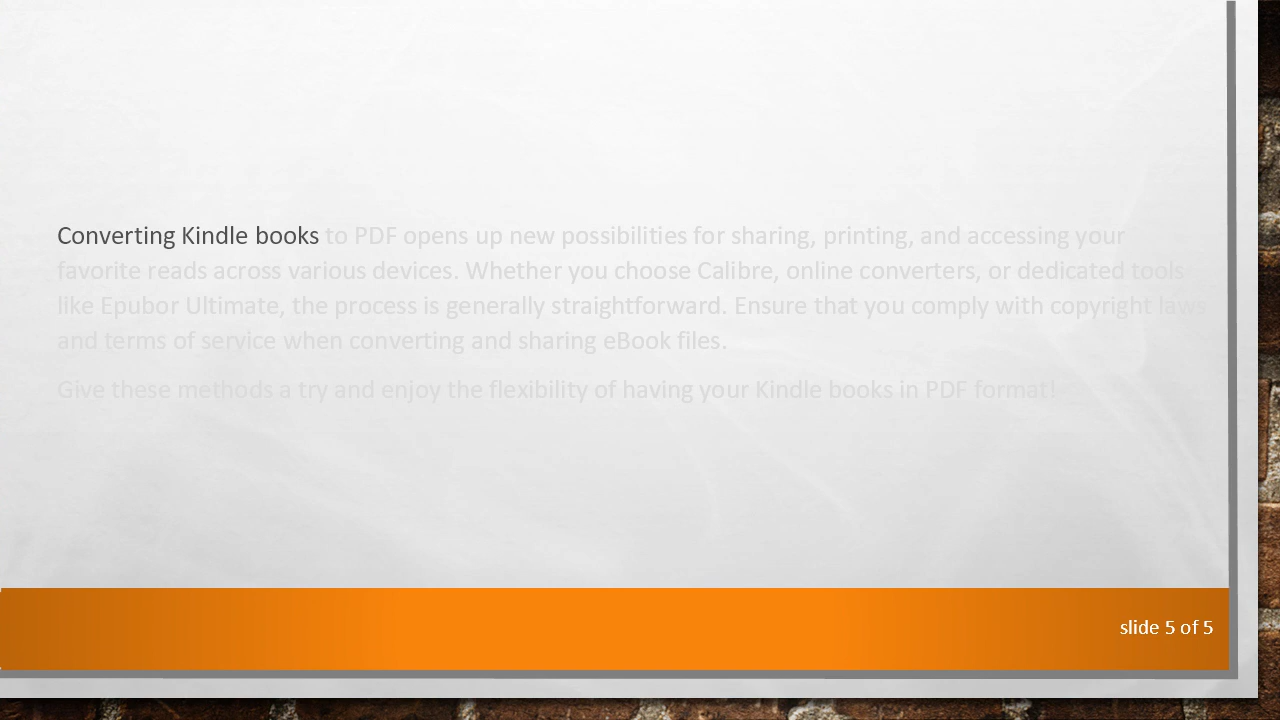 Converting Kindle books to PDF opens up new possibilities for sharing, printing, and accessing your
favorite reads across various devices. Whether you choose Calibre, online converters, or dedicated tools
like Epubor Ultimate, the process is generally straightforward. Ensure that you comply with copyright laws
and terms of service when converting and sharing eBook files.
Give these methods a try and enjoy the flexibility of having your Kindle books in PDF format!
slide 5 of 5